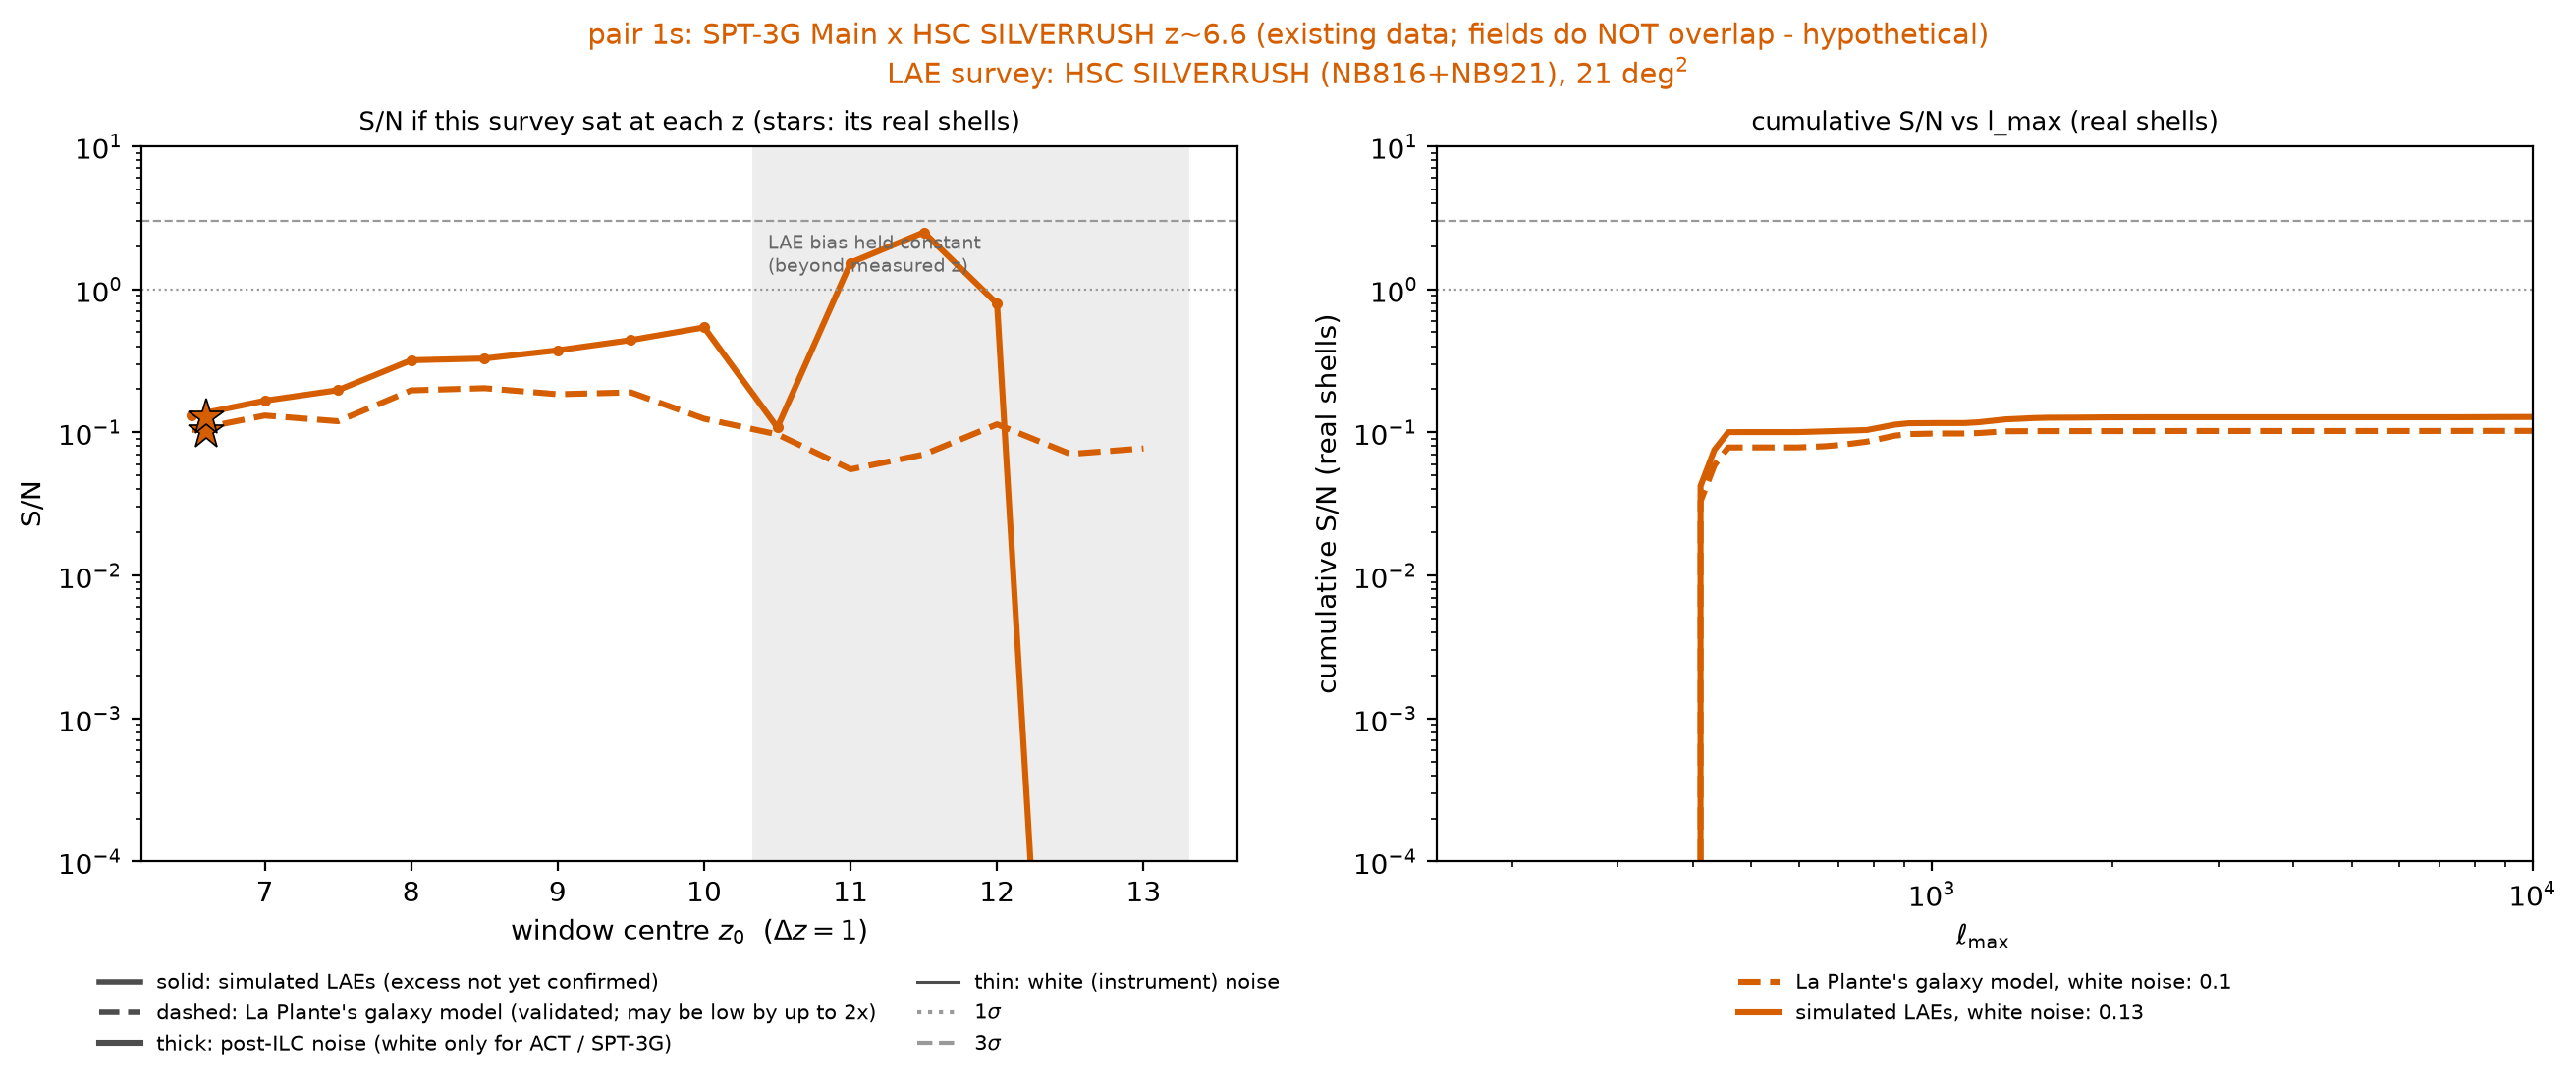 pair 1s: SPT-3G Main x HSC SILVERRUSH z~6.6 (existing data; fields do NOT overlap - hypothetical)
LAE survey: HSC SILVERRUSH (NB816+NB921), 21 deg²
S/N if this survey sat at each z (stars: its real shells)
10¹
10⁰
10⁻¹
10⁻²
10⁻³
10⁻⁴
S/N
LAE bias held constant
(beyond measured z)
7 8 9 10 11 12 13
window centre z₀ (Δz = 1)
solid: simulated LAEs (excess not yet confirmed)
dashed: La Plante's galaxy model (validated; may be low by up to 2x)
thick: post-ILC noise (white only for ACT / SPT-3G)
thin: white (instrument) noise
1σ
3σ
cumulative S/N vs l_max (real shells)
10¹
10⁰
10⁻¹
10⁻²
10⁻³
10⁻⁴
cumulative S/N (real shells)
10³ 10⁴
ℓmax
La Plante's galaxy model, white noise: 0.1
simulated LAEs, white noise: 0.13